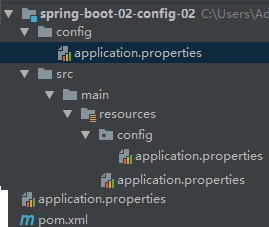 spring-boot-02-config-02 C:\Users\Ad
config
application.properties
src
main
resources
config
application.properties
application.properties
application.properties
pom.xml